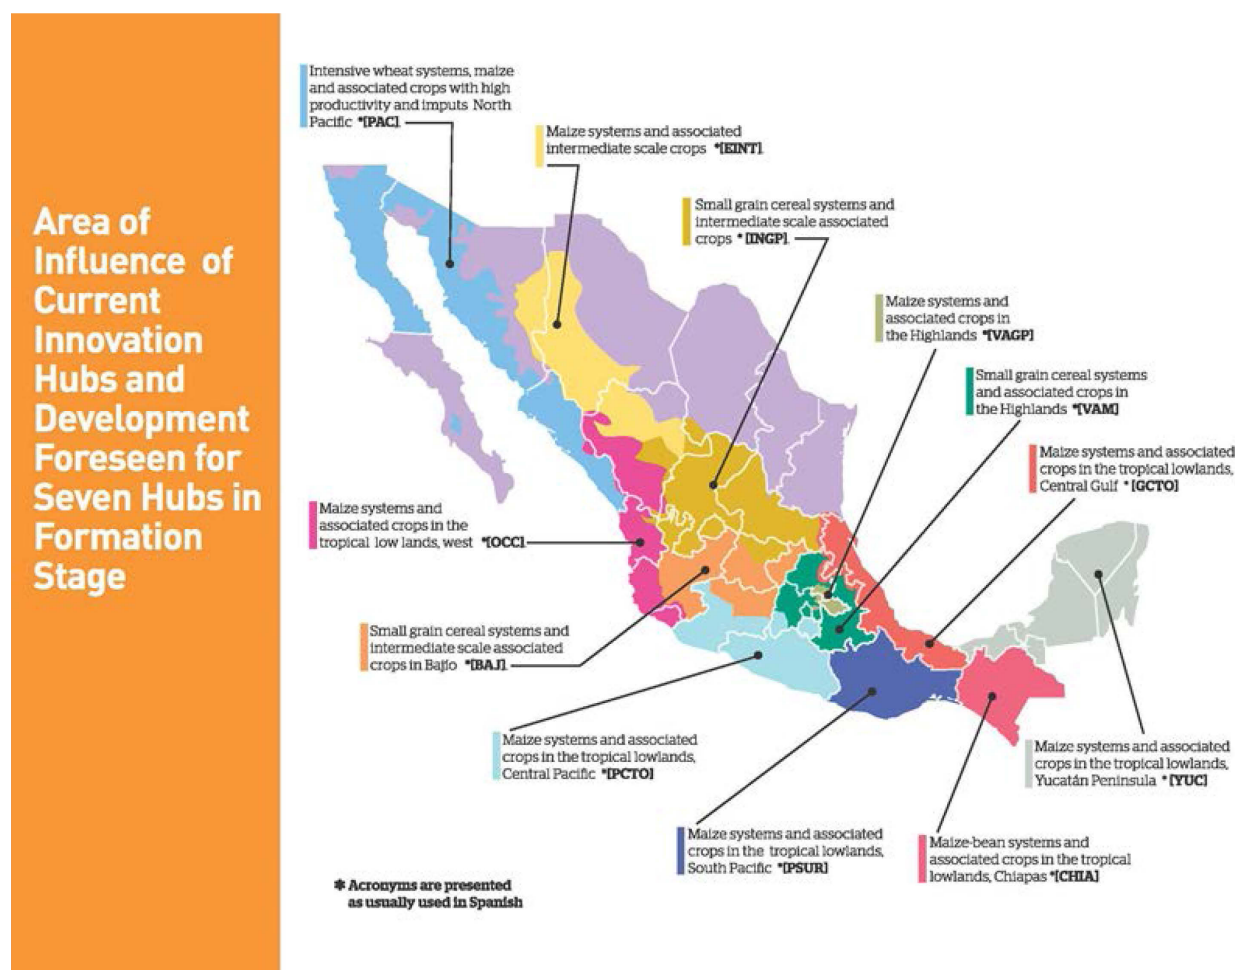 Area of
Influence of
Current
Innovation
Hubs and
Development
Foreseen for
Seven Hubs in
Formation
Stage
Intensive wheat systems, maize
and associated crops with high
productivity and imputs North
Pacific *[PAC]
Maize systems and associated
intermediate scale crops *[EINT]
Small grain cereal systems and
intermediate scale associated
crops *[INGP]
Maize systems and
associated crops in
the Highlands *[VAGP]
Small grain cereal systems
and associated crops in
the Highlands *[VAM]
Maize systems and associated
crops in the tropical lowlands,
Central Gulf *[GCTO]
Maize systems and
associated crops in the
tropical low lands, west *[OCC]
Small grain cereal systems and
intermediate scale associated
crops in Bajío *[BAJ]
Maize systems and associated
crops in the tropical lowlands,
Central Pacific *[PCTO]
Maize systems and associated
crops in the tropical lowlands,
Yucatán Peninsula *[YUC]
Maize systems and associated
crops in the tropical lowlands,
South Pacific *[PSUR]
Maize-bean systems and
associated crops in the tropical
lowlands, Chiapas *[CHIA]
✱ Acronyms are presented
as usually used in Spanish